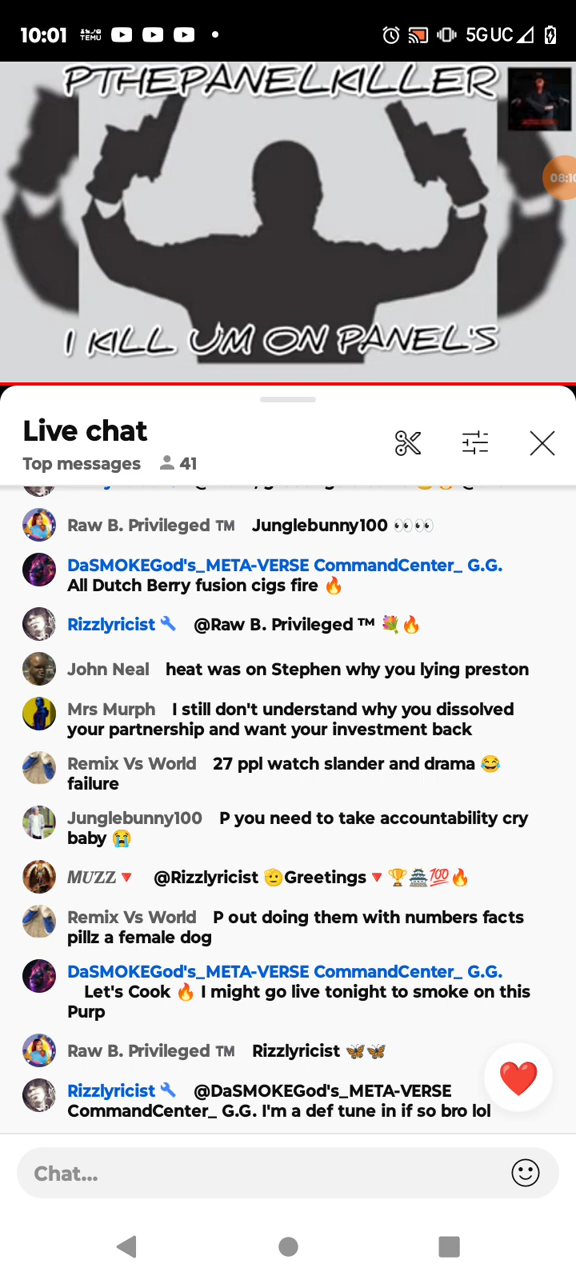 10:01 TEMU 5G UC
PTHEPANELKILLER
08:10
I KILL UM ON PANEL'S
Live chat
Top messages 41
Raw B. Privileged ™ Junglebunny100 👀👀
DaSMOKEGod's_META-VERSE CommandCenter_ G.G.
All Dutch Berry fusion cigs fire 🔥
Rizzlyricist 🔧 @Raw B. Privileged ™ 💐🔥
John Neal heat was on Stephen why you lying preston
Mrs Murph I still don't understand why you dissolved
your partnership and want your investment back
Remix Vs World 27 ppl watch slander and drama 😂
failure
Junglebunny100 P you need to take accountability cry
baby 😭
MUZZ🔻 @Rizzlyricist 🫡Greetings🔻🏆🏯💯🔥
Remix Vs World P out doing them with numbers facts
pillz a female dog
DaSMOKEGod's_META-VERSE CommandCenter_ G.G.
Let's Cook 🔥 I might go live tonight to smoke on this
Purp
Raw B. Privileged ™ Rizzlyricist 🦋🦋
Rizzlyricist 🔧 @DaSMOKEGod's_META-VERSE
CommandCenter_ G.G. I'm a def tune in if so bro lol
Chat...